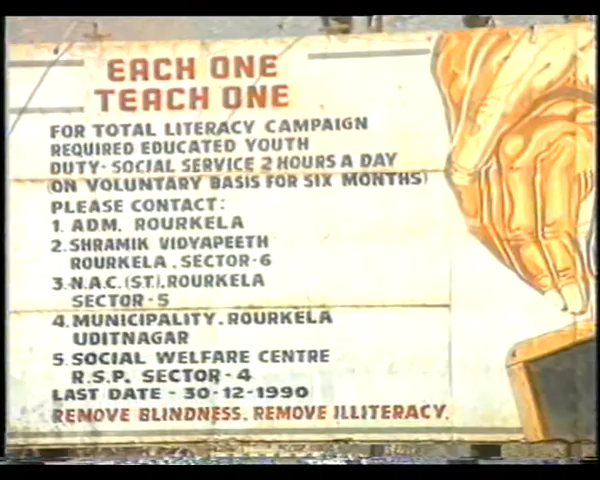 EACH ONE
TEACH ONE
FOR TOTAL LITERACY CAMPAIGN
REQUIRED EDUCATED YOUTH
DUTY- SOCIAL SERVICE 2 HOURS A DAY
(ON VOLUNTARY BASIS FOR SIX MONTHS)
PLEASE CONTACT:
1. ADM, ROURKELA
2. SHRAMIK VIDYAPEETH
ROURKELA, SECTOR-6
3. N.A.C.(ST.), ROURKELA
SECTOR-5
4. MUNICIPALITY. ROURKELA
UDITNAGAR
5. SOCIAL WELFARE CENTRE
R.S.P. SECTOR-4
LAST DATE - 30-12-1990
REMOVE BLINDNESS. REMOVE ILLITERACY.